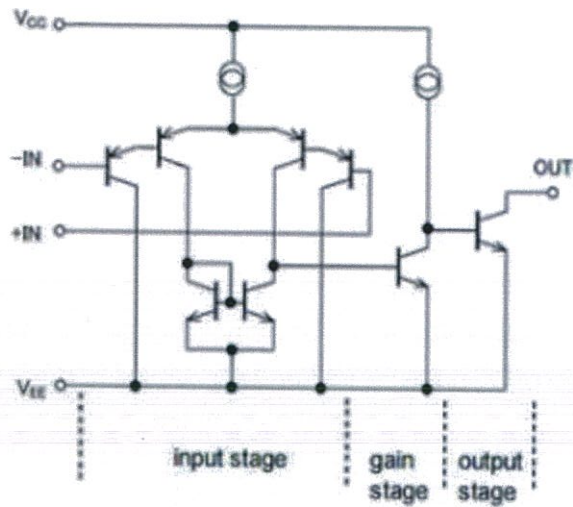 VCC
−IN
OUT
+IN
VEE
input stage
gain
stage
output
stage